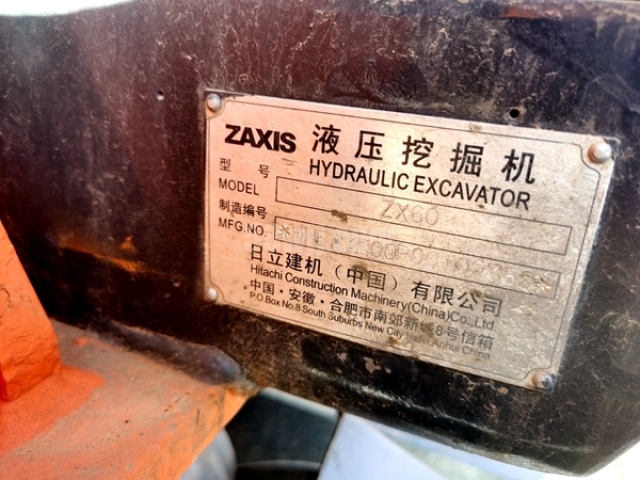 ZAXIS 液压挖掘机
HYDRAULIC EXCAVATOR
型 号
MODEL ZX60
制造编号
MFG.NO.
日立建机（中国）有限公司
Hitachi Construction Machinery(China)Co.,Ltd.
中国·安徽·合肥市南郊新 8号信箱
P.O.Box No.8 South Suburbs New City Anhui China